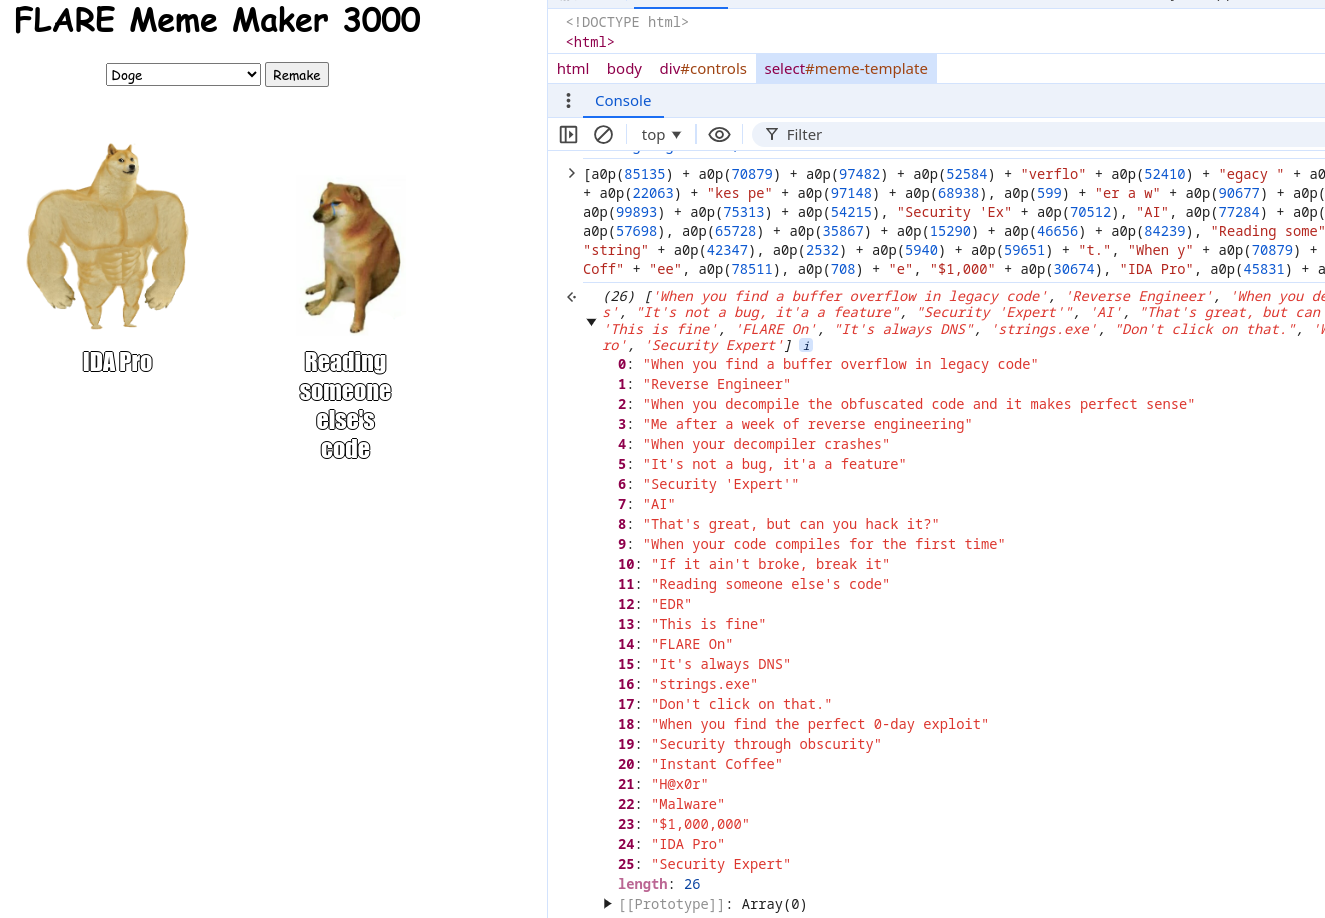 FLARE Meme Maker 3000
Doge
Remake
IDA Pro
Reading
someone
else's
code
<!DOCTYPE html>
<html>
html body div#controls select#meme-template
Console
top Filter
[a0p(85135) + a0p(70879) + a0p(97482) + a0p(52584) + "verflo" + a0p(52410) + "egacy " + a0
+ a0p(22063) + "kes pe" + a0p(97148) + a0p(68938), a0p(599) + "er a w" + a0p(90677) + a0p(
a0p(99893) + a0p(75313) + a0p(54215), "Security 'Ex" + a0p(70512), "AI", a0p(77284) + a0p(
a0p(57698), a0p(65728) + a0p(35867) + a0p(15290) + a0p(46656) + a0p(84239), "Reading some"
"string" + a0p(42347), a0p(2532) + a0p(5940) + a0p(59651) + "t.", "When y" + a0p(70879) +
Coff" + "ee", a0p(78511), a0p(708) + "e", "$1,000" + a0p(30674), "IDA Pro", a0p(45831) + a
(26) ['When you find a buffer overflow in legacy code', 'Reverse Engineer', 'When you de
s', "It's not a bug, it'a a feature", "Security 'Expert'", 'AI', "That's great, but can
'This is fine', 'FLARE On', "It's always DNS", 'strings.exe', "Don't click on that.", 'W
ro', 'Security Expert'] i
0: "When you find a buffer overflow in legacy code"
1: "Reverse Engineer"
2: "When you decompile the obfuscated code and it makes perfect sense"
3: "Me after a week of reverse engineering"
4: "When your decompiler crashes"
5: "It's not a bug, it'a a feature"
6: "Security 'Expert'"
7: "AI"
8: "That's great, but can you hack it?"
9: "When your code compiles for the first time"
10: "If it ain't broke, break it"
11: "Reading someone else's code"
12: "EDR"
13: "This is fine"
14: "FLARE On"
15: "It's always DNS"
16: "strings.exe"
17: "Don't click on that."
18: "When you find the perfect 0-day exploit"
19: "Security through obscurity"
20: "Instant Coffee"
21: "H@x0r"
22: "Malware"
23: "$1,000,000"
24: "IDA Pro"
25: "Security Expert"
length: 26
[[Prototype]]: Array(0)